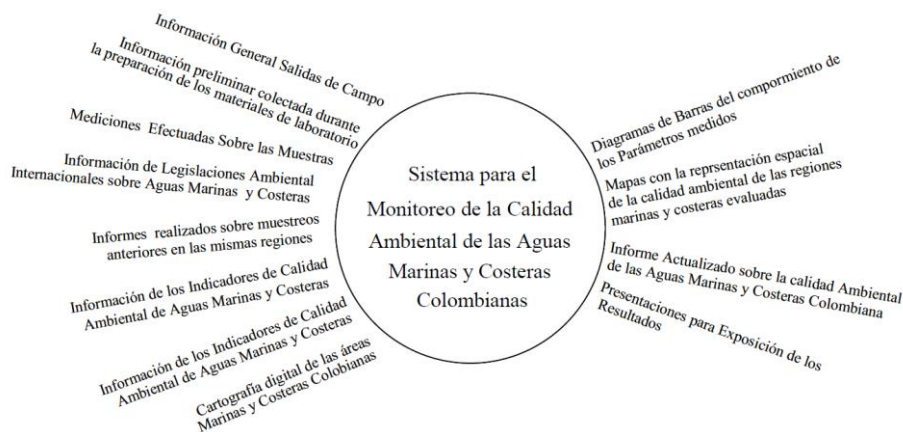 Información General Salidas de Campo
Información preliminar colectada durante
la preparación de los materiales de laboratorio
Mediciones Efectuadas Sobre las Muestras
Información de Legislaciones Ambiental
Internacionales sobre Aguas Marinas y Costeras
Informes realizados sobre muestreos
anteriores en las mismas regiones
Información de los Indicadores de Calidad
Ambiental de Aguas Marinas y Costeras
Información de los Indicadores de Calidad
Ambiental de Aguas Marinas y Costeras
Cartografía digital de las áreas
Marinas y Costeras Colobianas
Sistema para el
Monitoreo de la Calidad
Ambiental de las Aguas
Marinas y Costeras
Colombianas
Diagramas de Barras del compormiento de
los Parámetros medidos
Mapas con la reprsentación espacial
de la calidad ambiental de las regiones
marinas y costeras evaluadas
Informe Actualizado sobre la calidad Ambiental
de las Aguas Marinas y Costeras Colombiana
Presentaciones para Exposición de los
Resultados